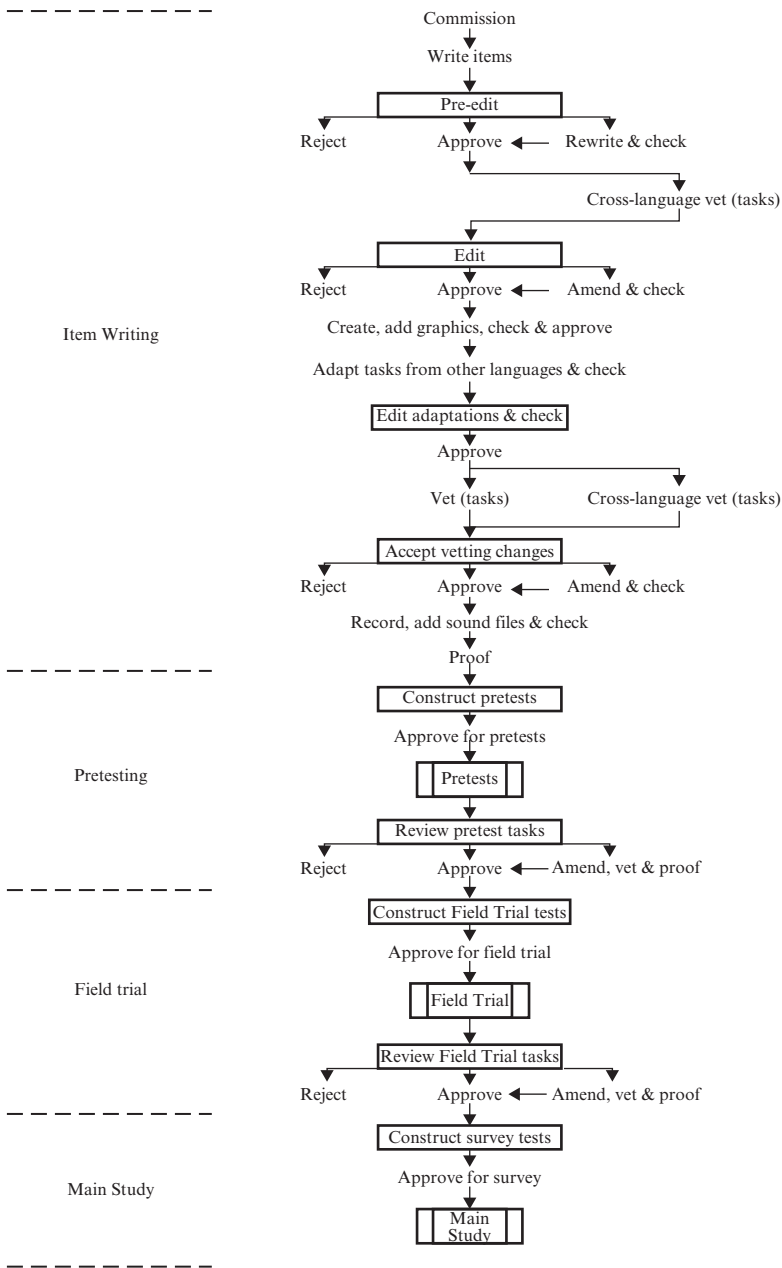 Commission
Write items
Pre-edit
Reject
Approve
Rewrite & check
Cross-language vet (tasks)
Edit
Reject
Approve
Amend & check
Item Writing
Create, add graphics, check & approve
Adapt tasks from other languages & check
Edit adaptations & check
Approve
Vet (tasks)
Cross-language vet (tasks)
Accept vetting changes
Reject
Approve
Amend & check
Record, add sound files & check
Proof
Construct pretests
Approve for pretests
Pretesting
Pretests
Review pretest tasks
Reject
Approve
Amend, vet & proof
Construct Field Trial tests
Approve for field trial
Field trial
Field Trial
Review Field Trial tasks
Reject
Approve
Amend, vet & proof
Construct survey tests
Approve for survey
Main Study
Main
Study